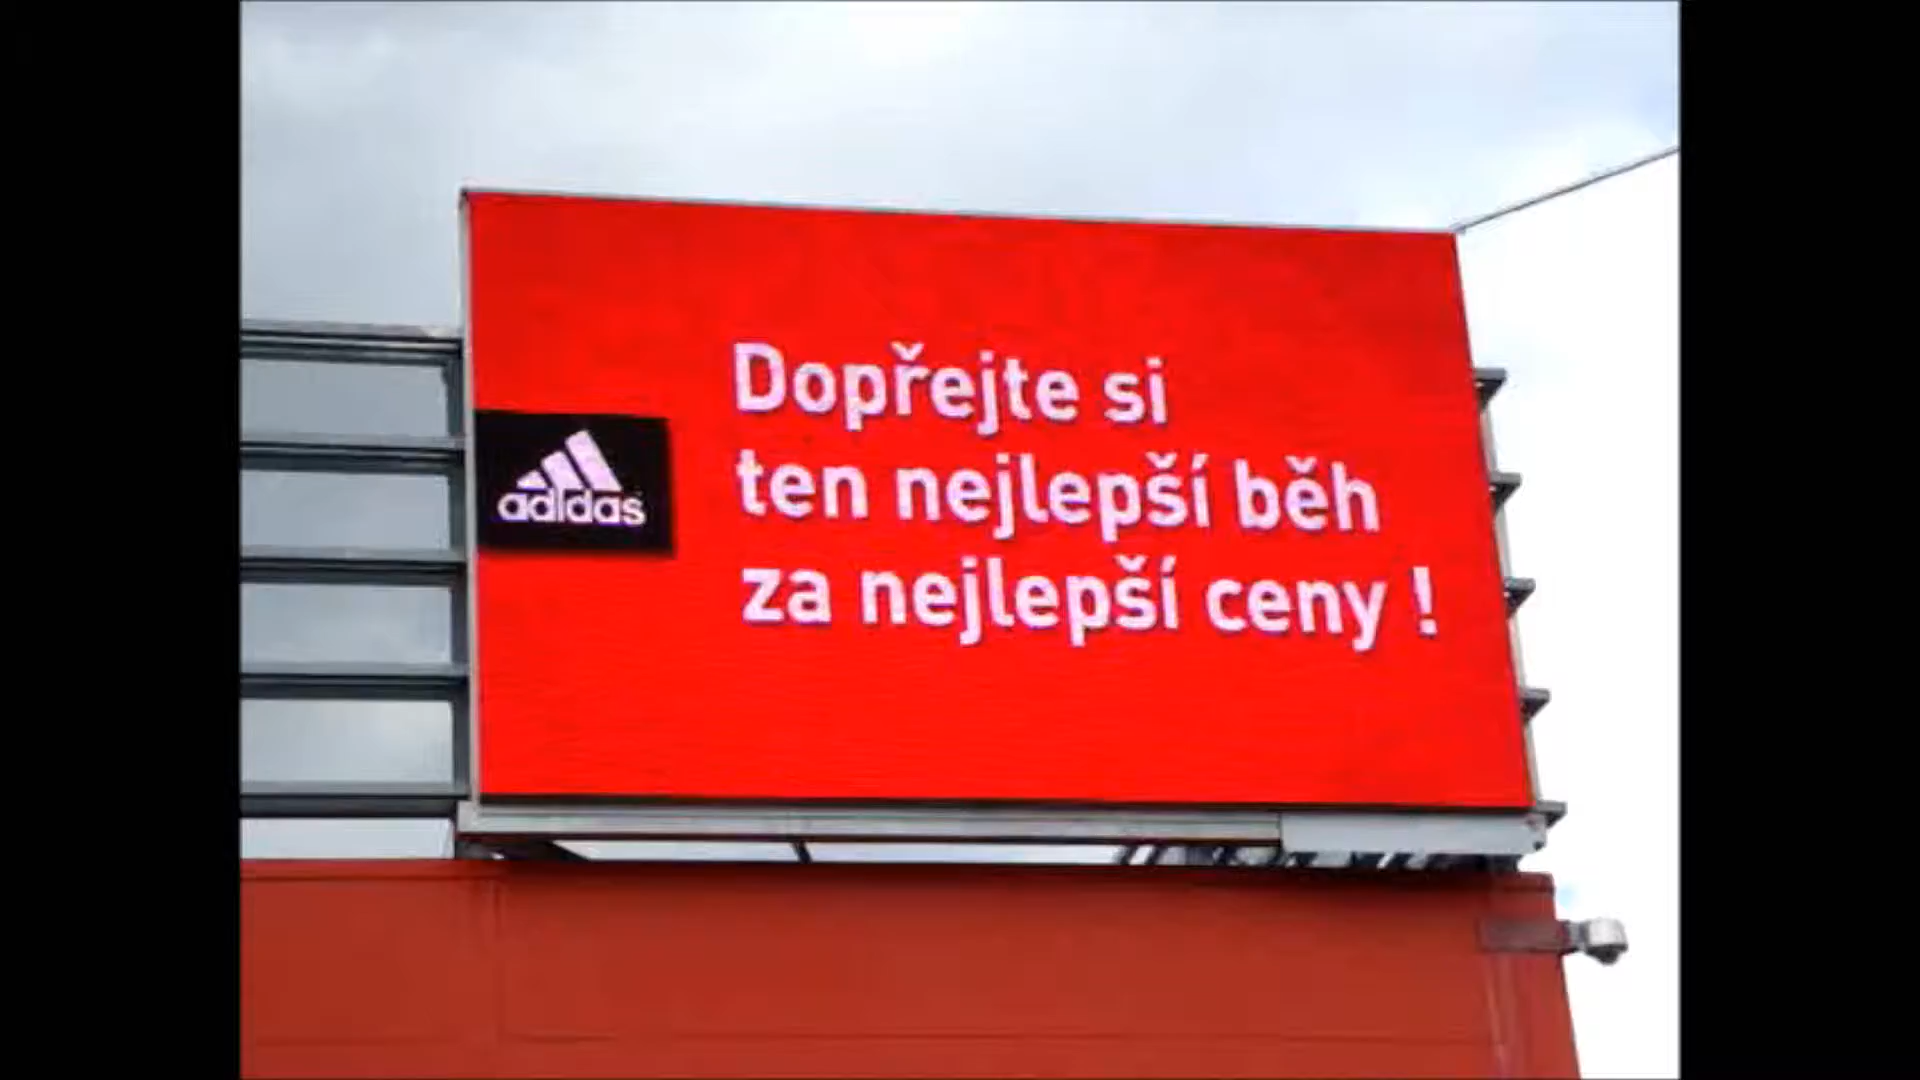 adidas
Dopřejte si
ten nejlepší běh
za nejlepší ceny !